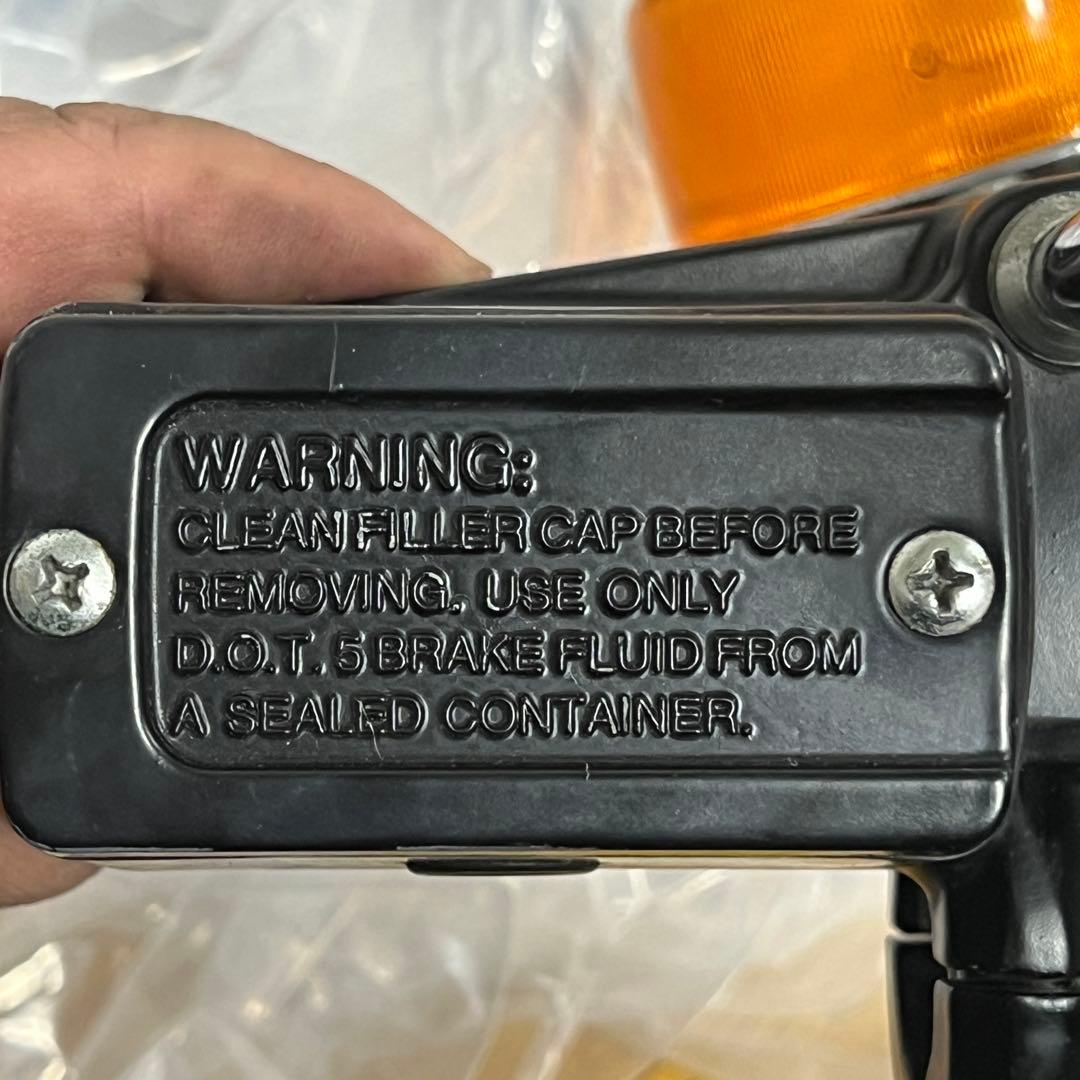 WARNING:
CLEAN FILLER CAP BEFORE
REMOVING. USE ONLY
D.O.T. 5 BRAKE FLUID FROM
A SEALED CONTAINER.